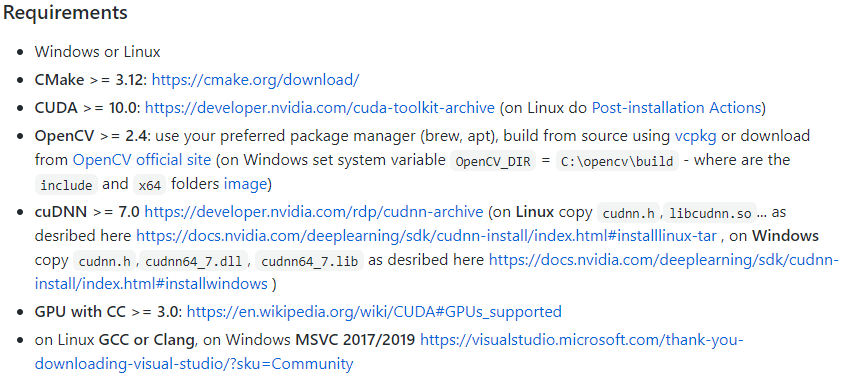 Requirements
• Windows or Linux
• CMake >= 3.12: https://cmake.org/download/
• CUDA >= 10.0: https://developer.nvidia.com/cuda-toolkit-archive (on Linux do Post-installation Actions)
• OpenCV >= 2.4: use your preferred package manager (brew, apt), build from source using vcpkg or download
from OpenCV official site (on Windows set system variable OpenCV_DIR = C:\opencv\build - where are the
include and x64 folders image)
• cuDNN >= 7.0 https://developer.nvidia.com/rdp/cudnn-archive (on Linux copy cudnn.h , libcudnn.so ... as
desribed here https://docs.nvidia.com/deeplearning/sdk/cudnn-install/index.html#installlinux-tar , on Windows
copy cudnn.h , cudnn64_7.dll , cudnn64_7.lib as desribed here https://docs.nvidia.com/deeplearning/sdk/cudnn-
install/index.html#installwindows )
• GPU with CC >= 3.0: https://en.wikipedia.org/wiki/CUDA#GPUs_supported
• on Linux GCC or Clang, on Windows MSVC 2017/2019 https://visualstudio.microsoft.com/thank-you-
downloading-visual-studio/?sku=Community